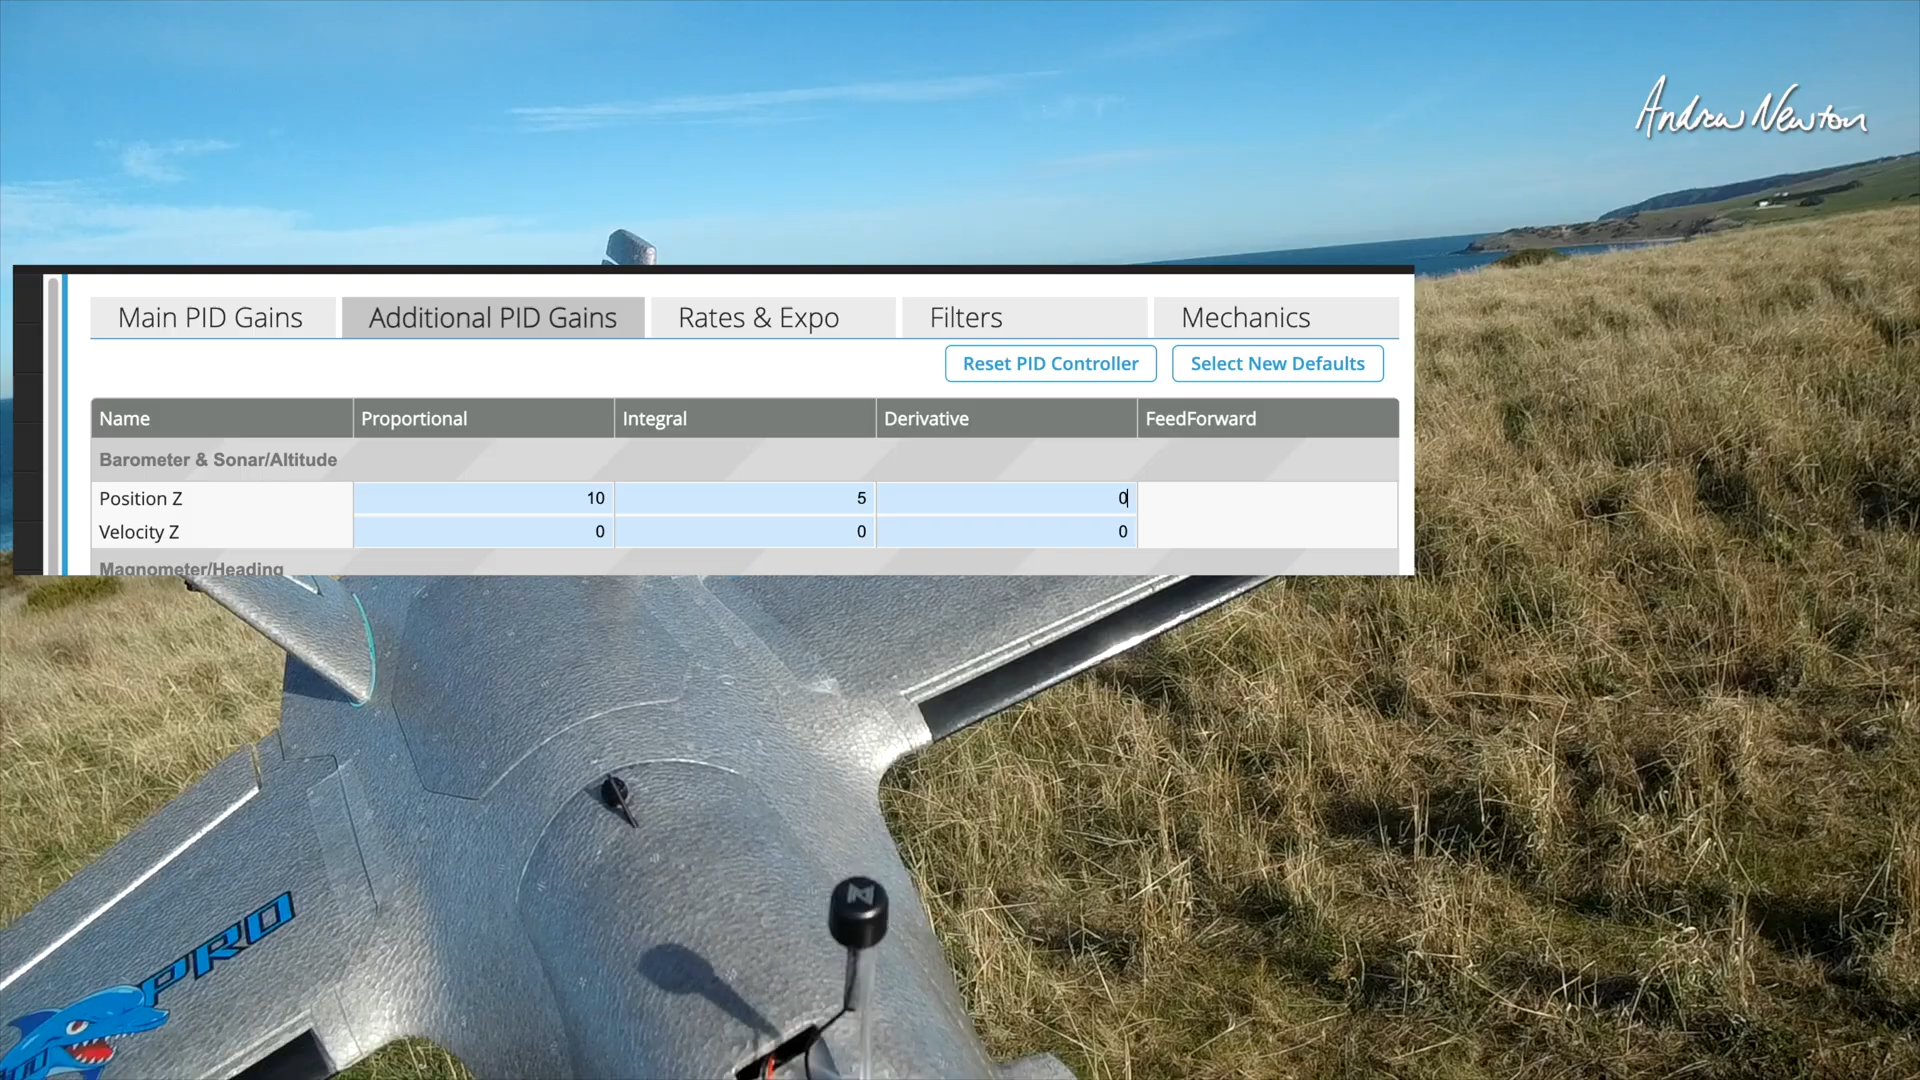 Andrew Newton
Main PID Gains
Additional PID Gains
Rates & Expo
Filters
Mechanics
Reset PID Controller
Select New Defaults
Name
Proportional
Integral
Derivative
FeedForward
Barometer & Sonar/Altitude
Position Z
10
5
0
Velocity Z
0
0
0
Magnometer/Heading
PRO